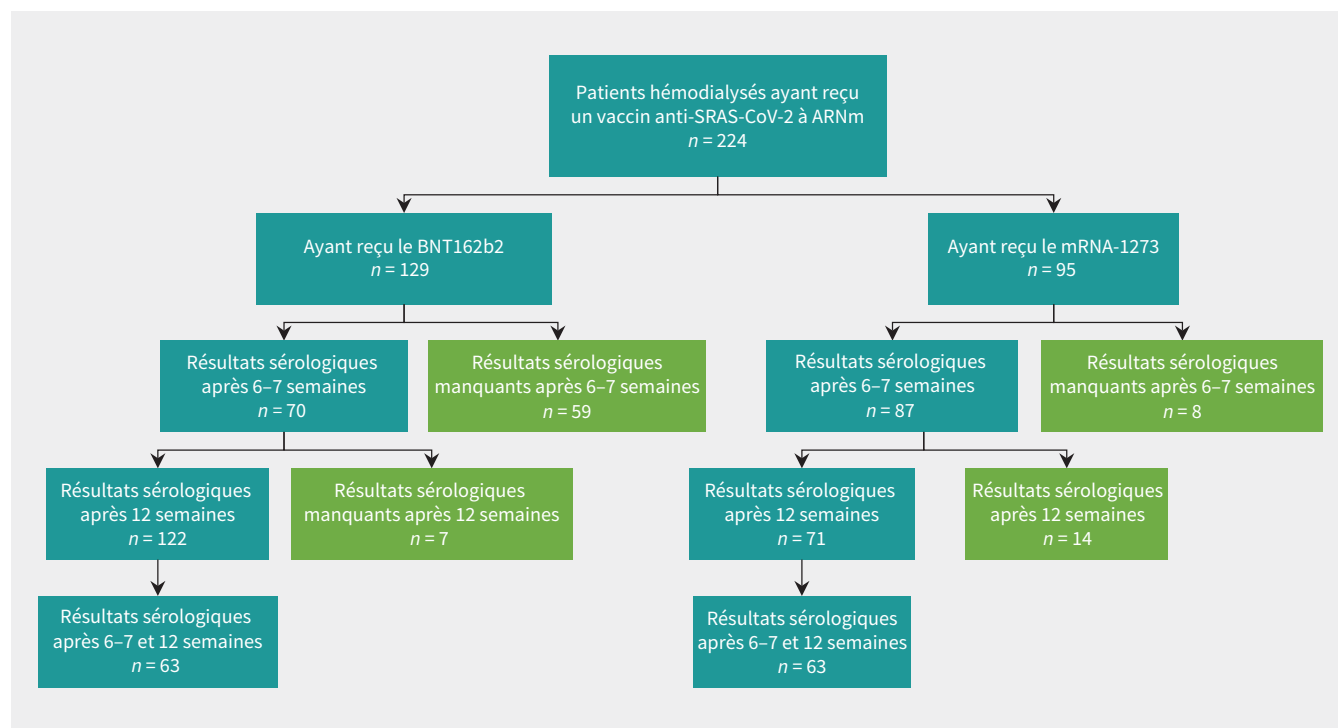 Patients hémodialysés ayant reçu
un vaccin anti-SRAS-CoV-2 à ARNm
n = 224
Ayant reçu le BNT162b2
n = 129
Ayant reçu le mRNA-1273
n = 95
Résultats sérologiques
après 6–7 semaines
n = 70
Résultats sérologiques
manquants après 6–7 semaines
n = 59
Résultats sérologiques
après 6–7 semaines
n = 87
Résultats sérologiques
manquants après 6–7 semaines
n = 8
Résultats sérologiques
après 12 semaines
n = 122
Résultats sérologiques
manquants après 12 semaines
n = 7
Résultats sérologiques
après 12 semaines
n = 71
Résultats sérologiques
après 12 semaines
n = 14
Résultats sérologiques
après 6–7 et 12 semaines
n = 63
Résultats sérologiques
après 6–7 et 12 semaines
n = 63